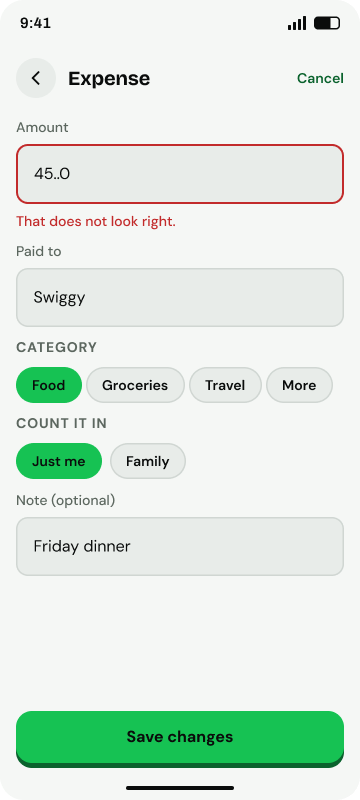 9:41
Expense
Cancel
Amount
45..0
That does not look right.
Paid to
Swiggy
CATEGORY
Food Groceries Travel More
COUNT IT IN
Just me Family
Note (optional)
Friday dinner
Save changes